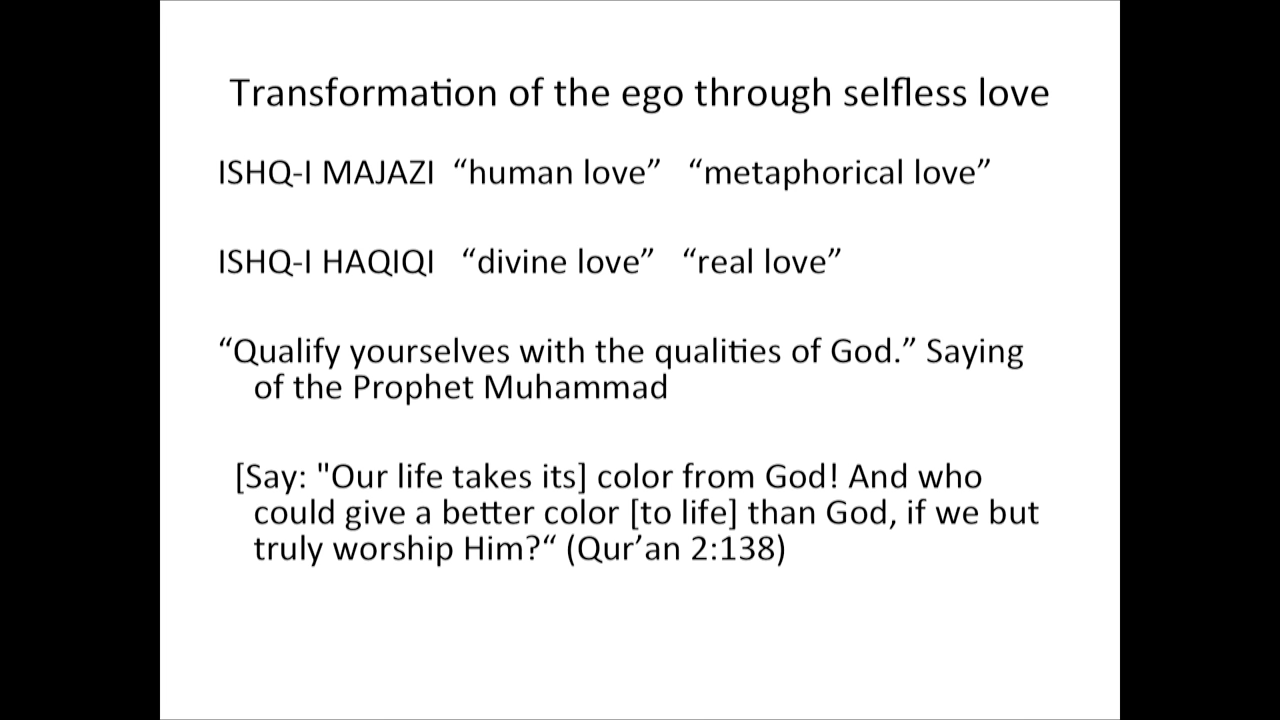 Transformation of the ego through selfless love
ISHQ-I MAJAZI “human love” “metaphorical love”
ISHQ-I HAQIQI “divine love” “real love”
“Qualify yourselves with the qualities of God.” Saying
of the Prophet Muhammad
[Say: "Our life takes its] color from God! And who
could give a better color [to life] than God, if we but
truly worship Him?“ (Qur’an 2:138)